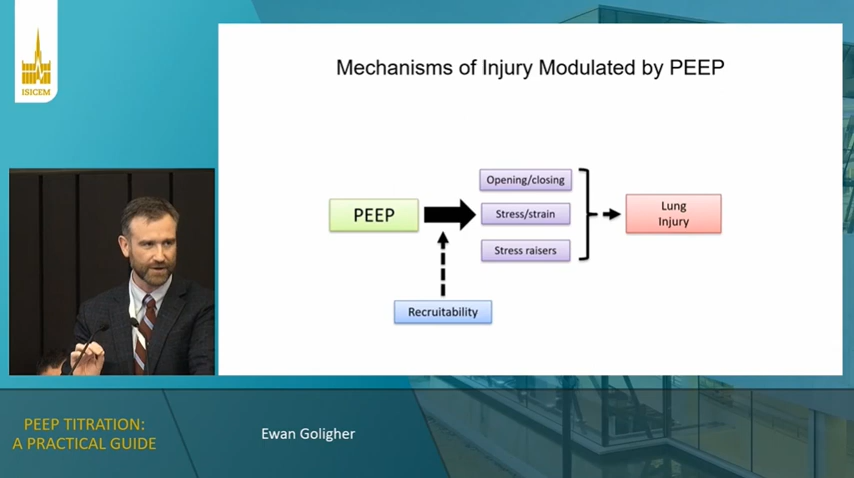 ISICEM
Mechanisms of Injury Modulated by PEEP
PEEP
Opening/closing
Stress/strain
Stress raisers
Lung
Injury
Recruitability
PEEP TITRATION:
A PRACTICAL GUIDE
Ewan Goligher